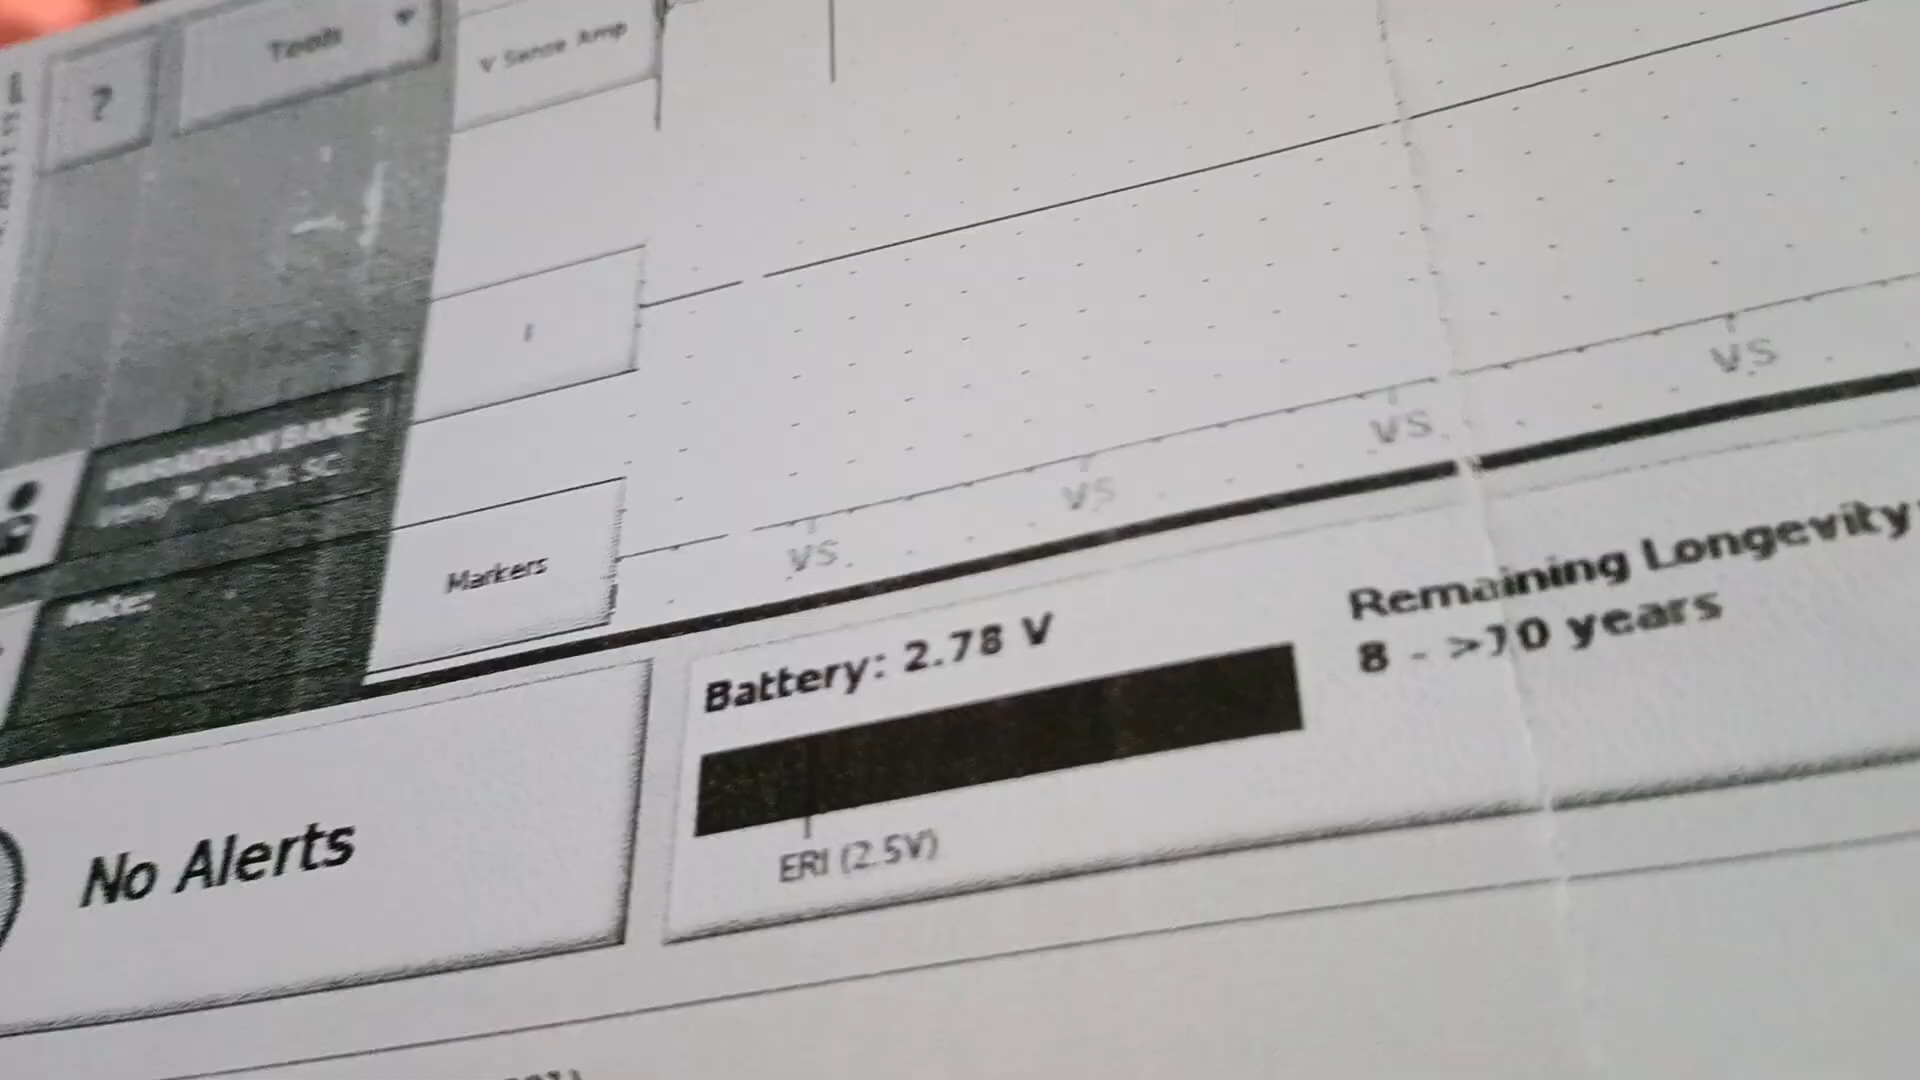 ?
Tools
V Sense Amp
Markers
VS
VS
VS
VS
Note:
No Alerts
Battery: 2.78 V
ERI (2.5V)
Remaining Longevity:
8 - >10 years